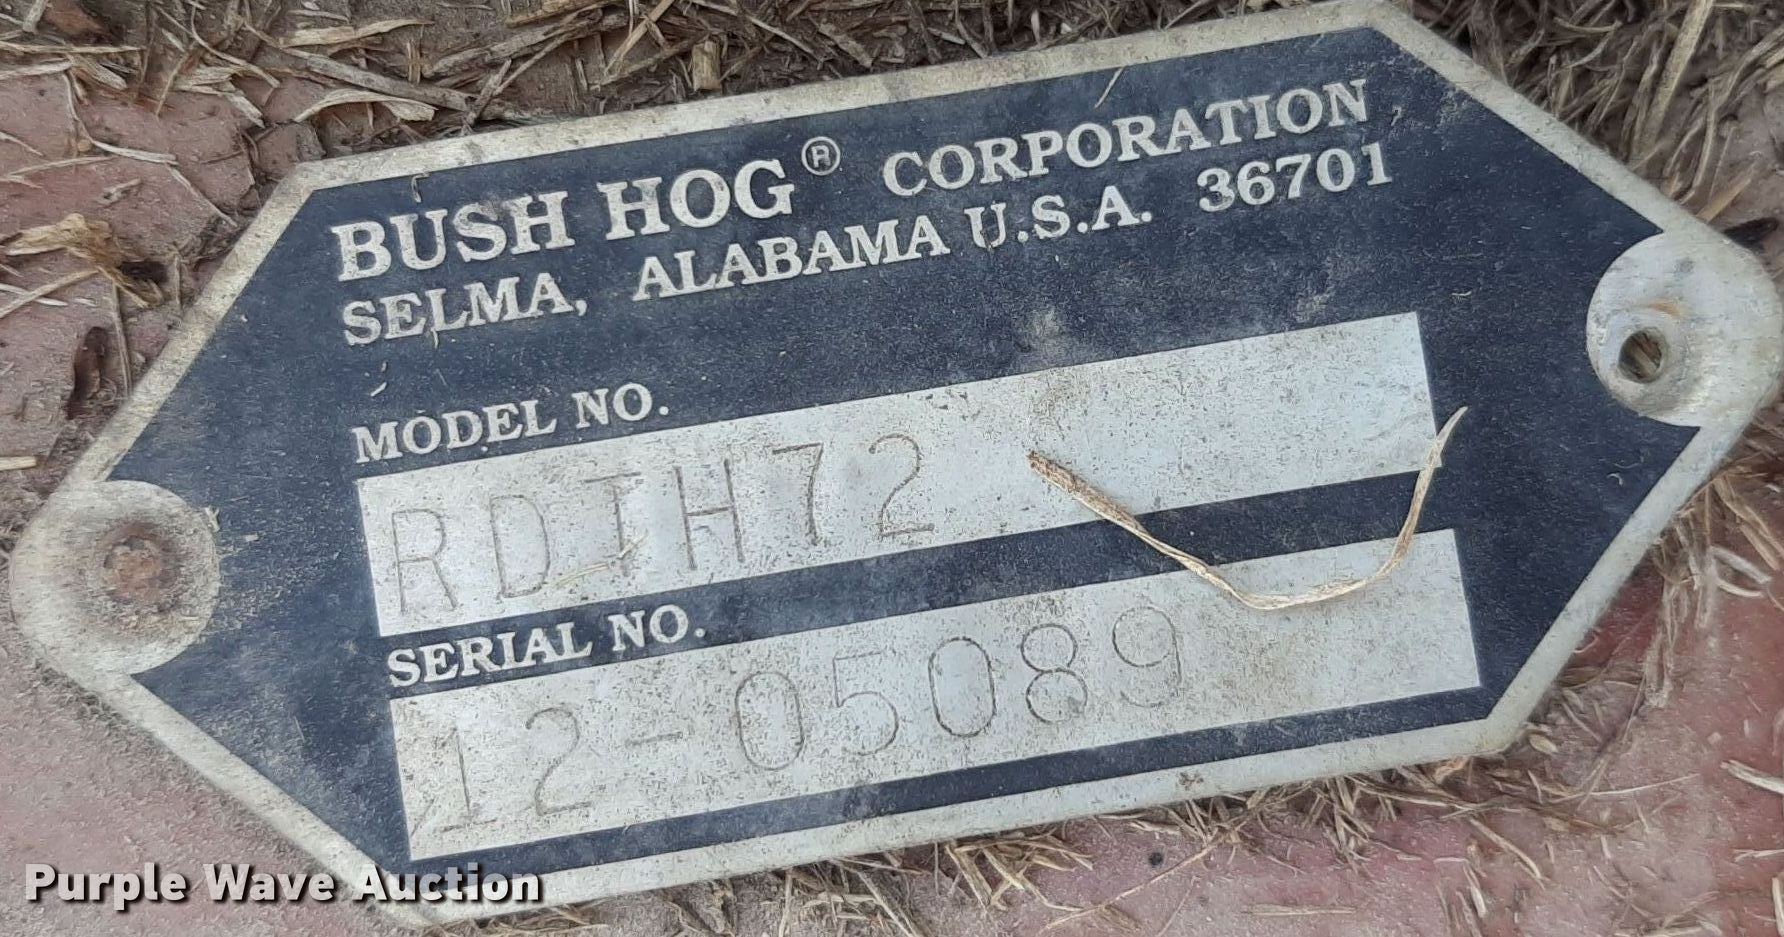 BUSH HOG® CORPORATION
SELMA, ALABAMA U.S.A. 36701
MODEL NO.
RDTH72
SERIAL NO.
12-05089
Purple Wave Auction